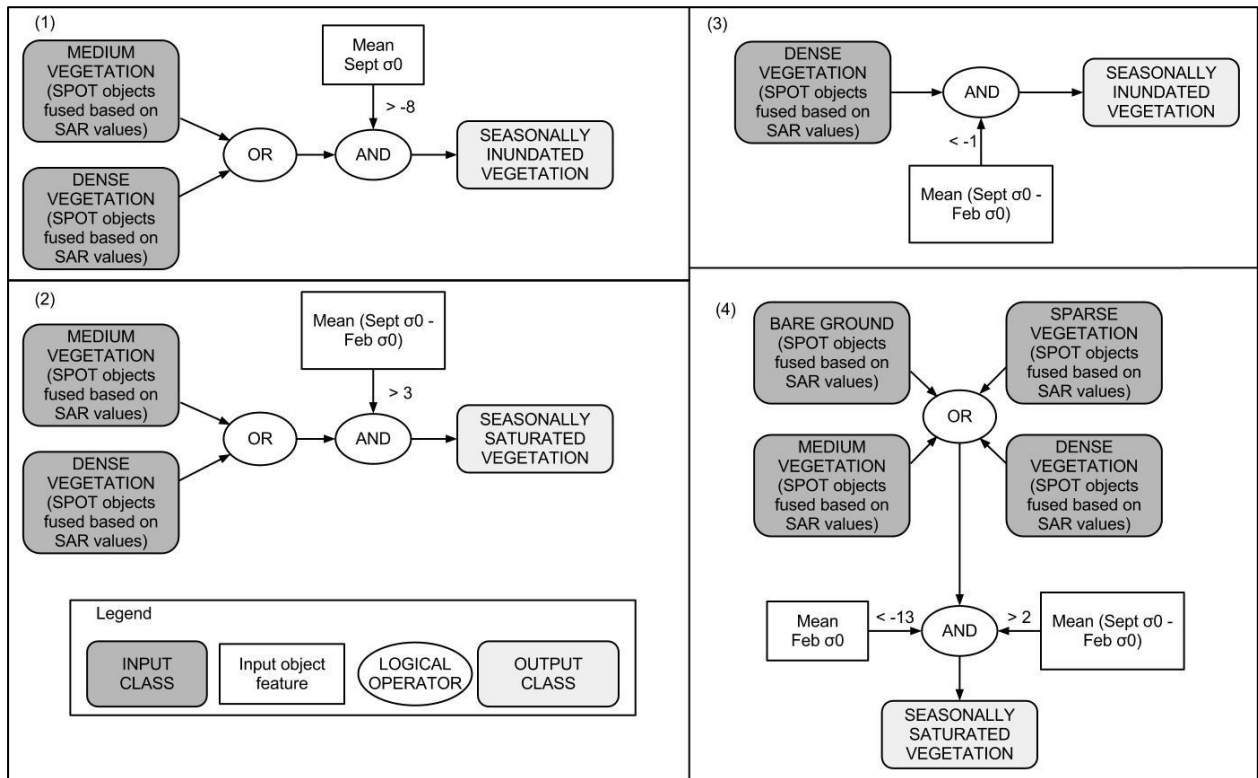 (1)
MEDIUM
VEGETATION
(SPOT objects
fused based on
SAR values)
DENSE
VEGETATION
(SPOT objects
fused based on
SAR values)
OR
Mean
Sept σ0
> -8
AND
SEASONALLY
INUNDATED
VEGETATION
(2)
MEDIUM
VEGETATION
(SPOT objects
fused based on
SAR values)
DENSE
VEGETATION
(SPOT objects
fused based on
SAR values)
OR
Mean (Sept σ0 -
Feb σ0)
> 3
AND
SEASONALLY
SATURATED
VEGETATION
Legend
INPUT
CLASS
Input object
feature
LOGICAL
OPERATOR
OUTPUT
CLASS
(3)
DENSE
VEGETATION
(SPOT objects
fused based on
SAR values)
AND
SEASONALLY
INUNDATED
VEGETATION
< -1
Mean (Sept σ0 -
Feb σ0)
(4)
BARE GROUND
(SPOT objects
fused based on
SAR values)
SPARSE
VEGETATION
(SPOT objects
fused based on
SAR values)
OR
MEDIUM
VEGETATION
(SPOT objects
fused based on
SAR values)
DENSE
VEGETATION
(SPOT objects
fused based on
SAR values)
Mean
Feb σ0
< -13
AND
> 2
Mean (Sept σ0 -
Feb σ0)
SEASONALLY
SATURATED
VEGETATION